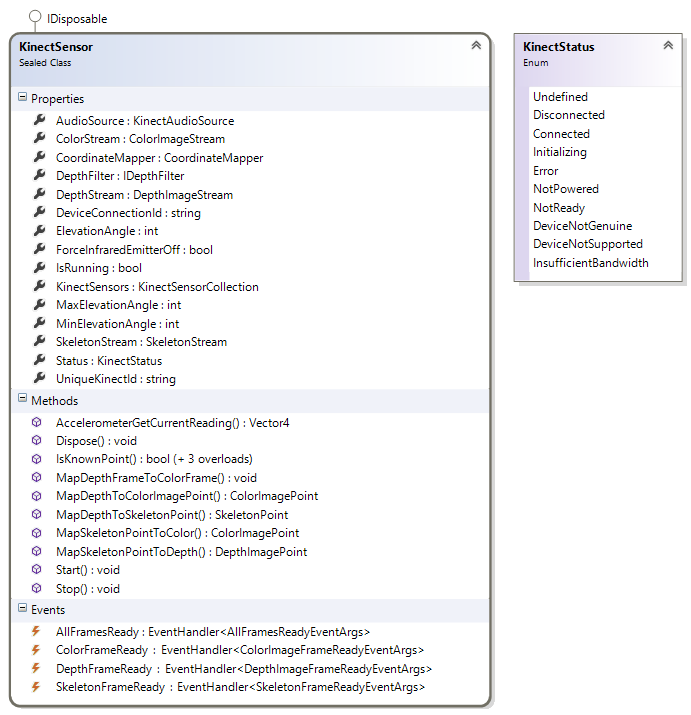 IDisposable
KinectSensor
Sealed Class
Properties
AudioSource : KinectAudioSource
ColorStream : ColorImageStream
CoordinateMapper : CoordinateMapper
DepthFilter : IDepthFilter
DepthStream : DepthImageStream
DeviceConnectionId : string
ElevationAngle : int
ForceInfraredEmitterOff : bool
IsRunning : bool
KinectSensors : KinectSensorCollection
MaxElevationAngle : int
MinElevationAngle : int
SkeletonStream : SkeletonStream
Status : KinectStatus
UniqueKinectId : string
Methods
AccelerometerGetCurrentReading() : Vector4
Dispose() : void
IsKnownPoint() : bool (+ 3 overloads)
MapDepthFrameToColorFrame() : void
MapDepthToColorImagePoint() : ColorImagePoint
MapDepthToSkeletonPoint() : SkeletonPoint
MapSkeletonPointToColor() : ColorImagePoint
MapSkeletonPointToDepth() : DepthImagePoint
Start() : void
Stop() : void
Events
AllFramesReady : EventHandler<AllFramesReadyEventArgs>
ColorFrameReady : EventHandler<ColorImageFrameReadyEventArgs>
DepthFrameReady : EventHandler<DepthImageFrameReadyEventArgs>
SkeletonFrameReady : EventHandler<SkeletonFrameReadyEventArgs>
KinectStatus
Enum
Undefined
Disconnected
Connected
Initializing
Error
NotPowered
NotReady
DeviceNotGenuine
DeviceNotSupported
InsufficientBandwidth